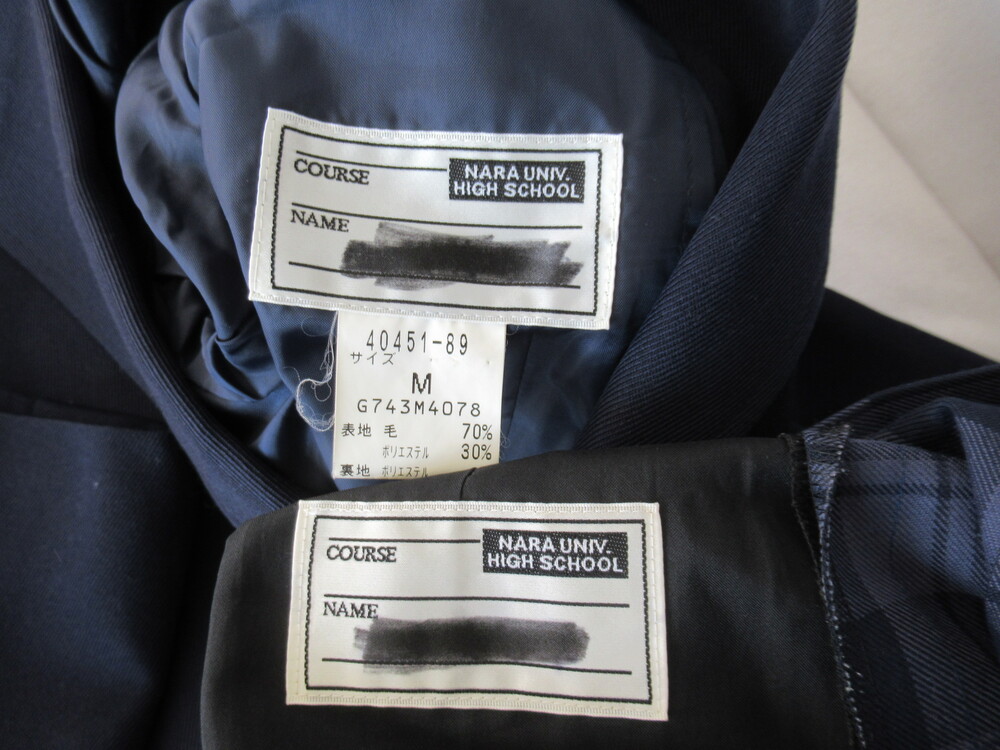 COURSE
NARA UNIV.
HIGH SCHOOL
NAME
40451-89
サイズ
M
G743M4078
表地 毛 70%
ポリエステル 30%
裏地 ポリエステル
COURSE
NARA UNIV.
HIGH SCHOOL
NAME